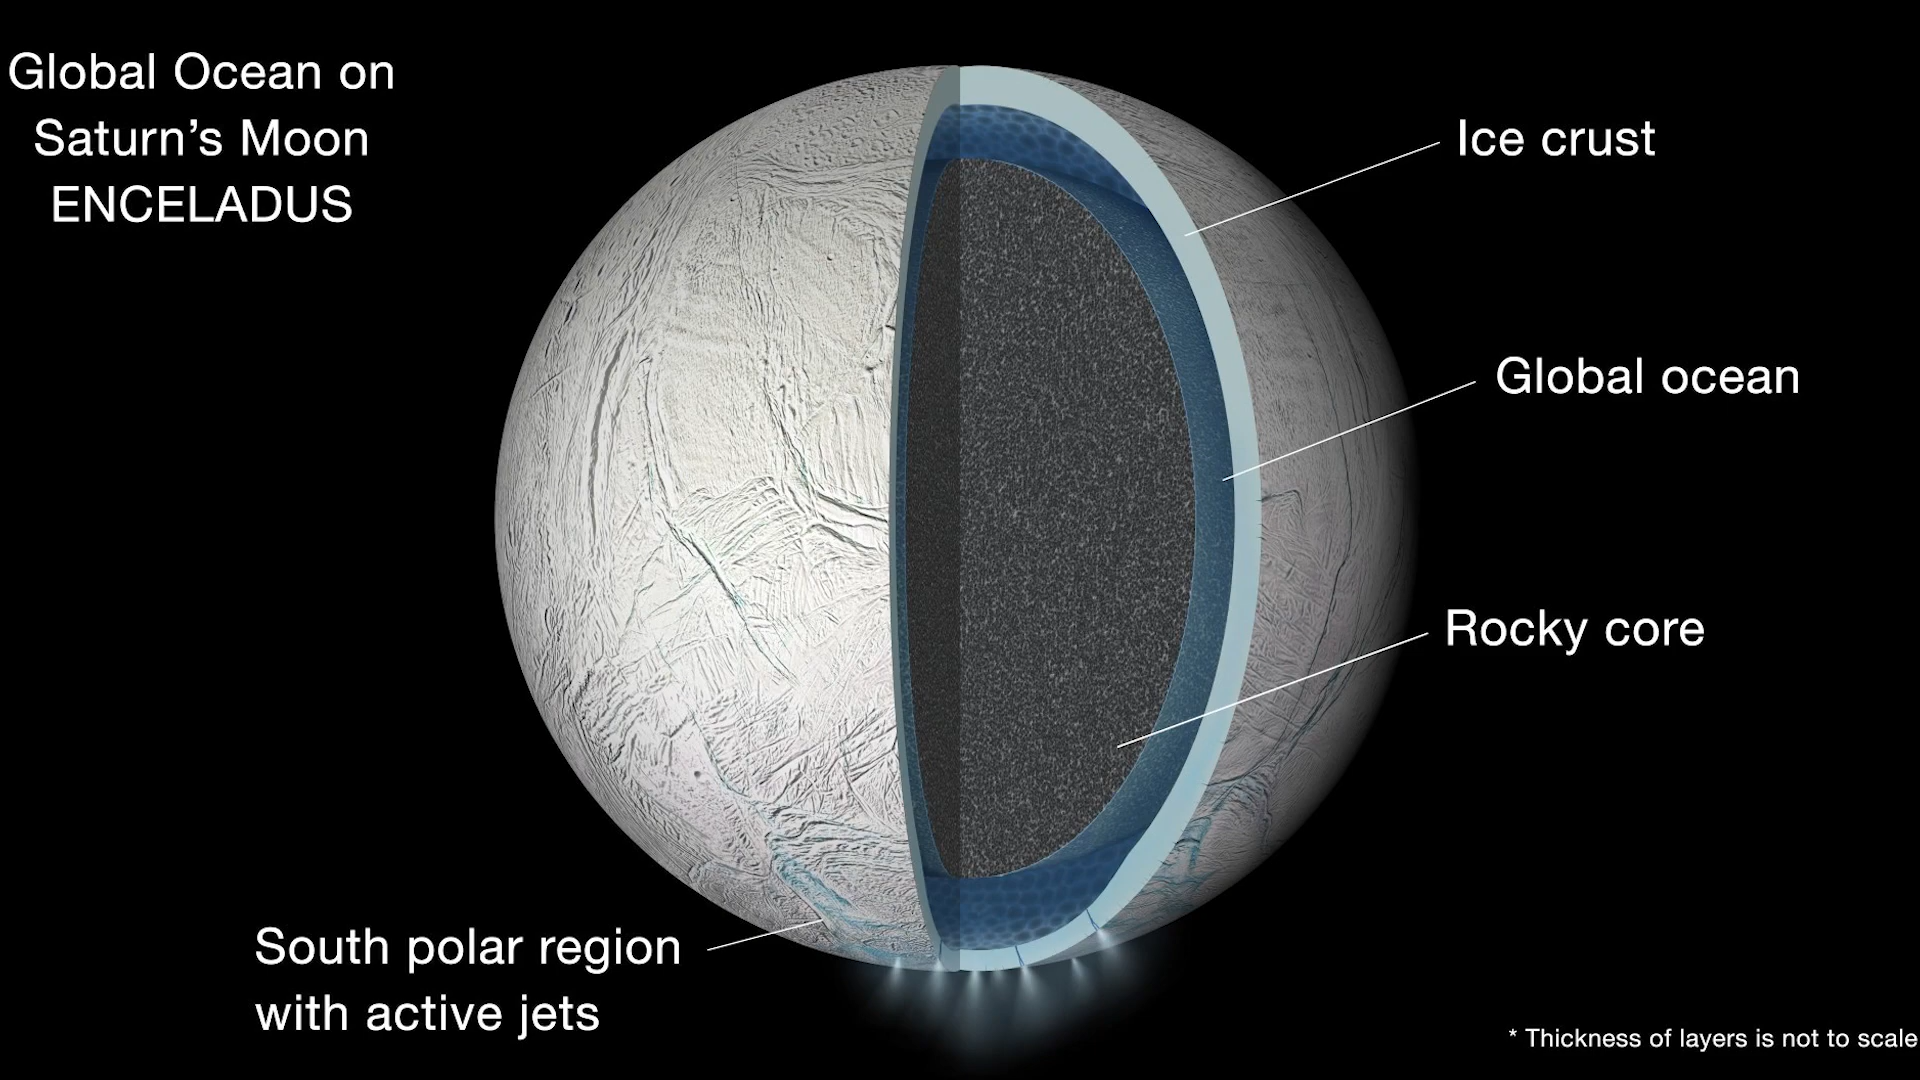 Global Ocean on
Saturn’s Moon
ENCELADUS
Ice crust
Global ocean
Rocky core
South polar region
with active jets
* Thickness of layers is not to scale